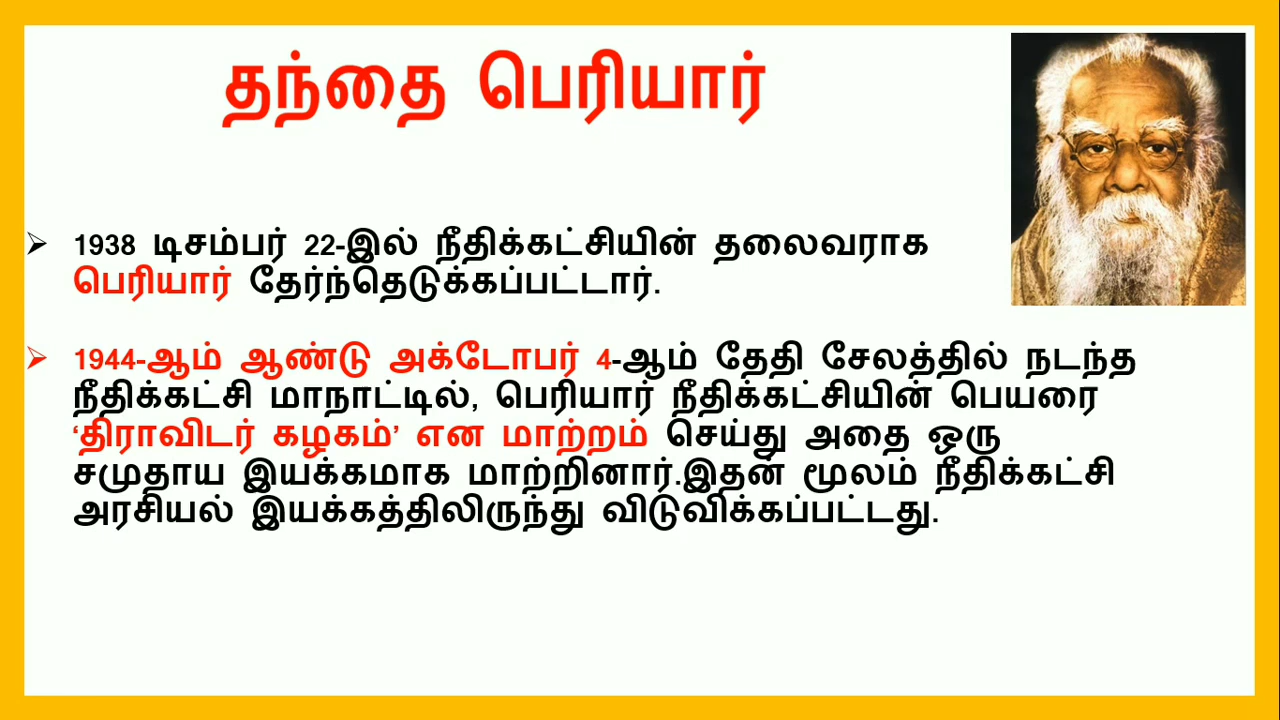 தந்தை பெரியார்
➢ 1938 டிசம்பர் 22-இல் நீதிக்கட்சியின் தலைவராக
பெரியார் தேர்ந்தெடுக்கப்பட்டார்.
➢ 1944-ஆம் ஆண்டு அக்டோபர் 4-ஆம் தேதி சேலத்தில் நடந்த
நீதிக்கட்சி மாநாட்டில், பெரியார் நீதிக்கட்சியின் பெயரை
‘திராவிடர் கழகம்’ என மாற்றம் செய்து அதை ஒரு
சமுதாய இயக்கமாக மாற்றினார்.இதன் மூலம் நீதிக்கட்சி
அரசியல் இயக்கத்திலிருந்து விடுவிக்கப்பட்டது.